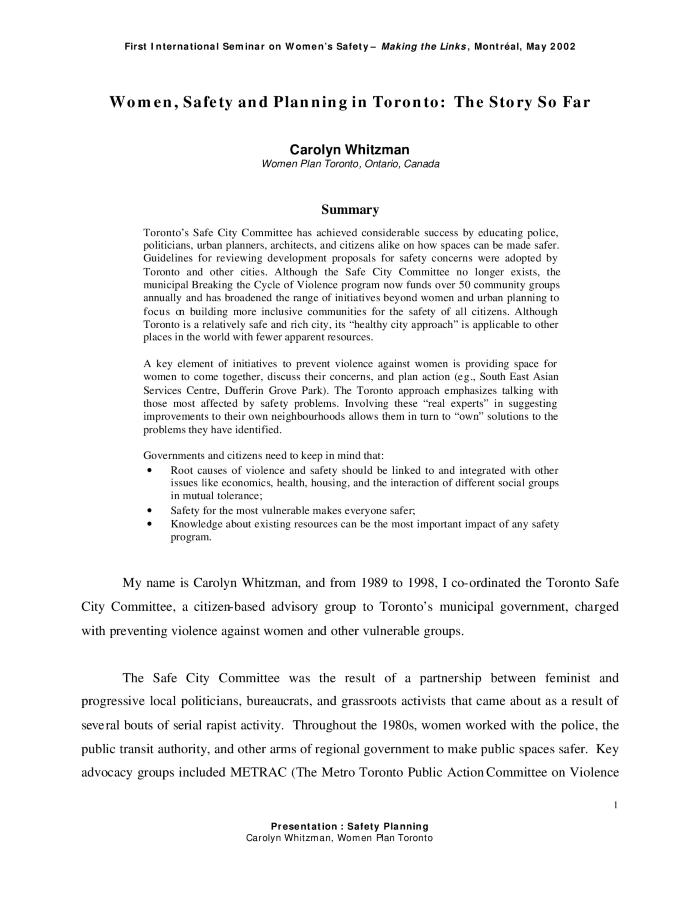 First International Seminar on Women's Safety – Making the Links, Montréal, May 2002
Women, Safety and Planning in Toronto: The Story So Far
Carolyn Whitzman
Women Plan Toronto, Ontario, Canada
Summary
Toronto's Safe City Committee has achieved considerable success by educating police,
politicians, urban planners, architects, and citizens alike on how spaces can be made safer.
Guidelines for reviewing development proposals for safety concerns were adopted by
Toronto and other cities. Although the Safe City Committee no longer exists, the
municipal Breaking the Cycle of Violence program now funds over 50 community groups
annually and has broadened the range of initiatives beyond women and urban planning to
focus on building more inclusive communities for the safety of all citizens. Although
Toronto is a relatively safe and rich city, its “healthy city approach” is applicable to other
places in the world with fewer apparent resources.
A key element of initiatives to prevent violence against women is providing space for
women to come together, discuss their concerns, and plan action (e.g., South East Asian
Services Centre, Dufferin Grove Park). The Toronto approach emphasizes talking with
those most affected by safety problems. Involving these “real experts” in suggesting
improvements to their own neighbourhoods allows them in turn to “own” solutions to the
problems they have identified.
Governments and citizens need to keep in mind that:
• Root causes of violence and safety should be linked to and integrated with other
issues like economics, health, housing, and the interaction of different social groups
in mutual tolerance;
• Safety for the most vulnerable makes everyone safer;
• Knowledge about existing resources can be the most important impact of any safety
program.
My name is Carolyn Whitzman, and from 1989 to 1998, I co-ordinated the Toronto Safe
City Committee, a citizen-based advisory group to Toronto's municipal government, charged
with preventing violence against women and other vulnerable groups.
The Safe City Committee was the result of a partnership between feminist and
progressive local politicians, bureaucrats, and grassroots activists that came about as a result of
several bouts of serial rapist activity. Throughout the 1980s, women worked with the police, the
public transit authority, and other arms of regional government to make public spaces safer. Key
advocacy groups included METRAC (The Metro Toronto Public Action Committee on Violence
1
Presentation : Safety Planning
Carolyn Whitzman, Women Plan Toronto